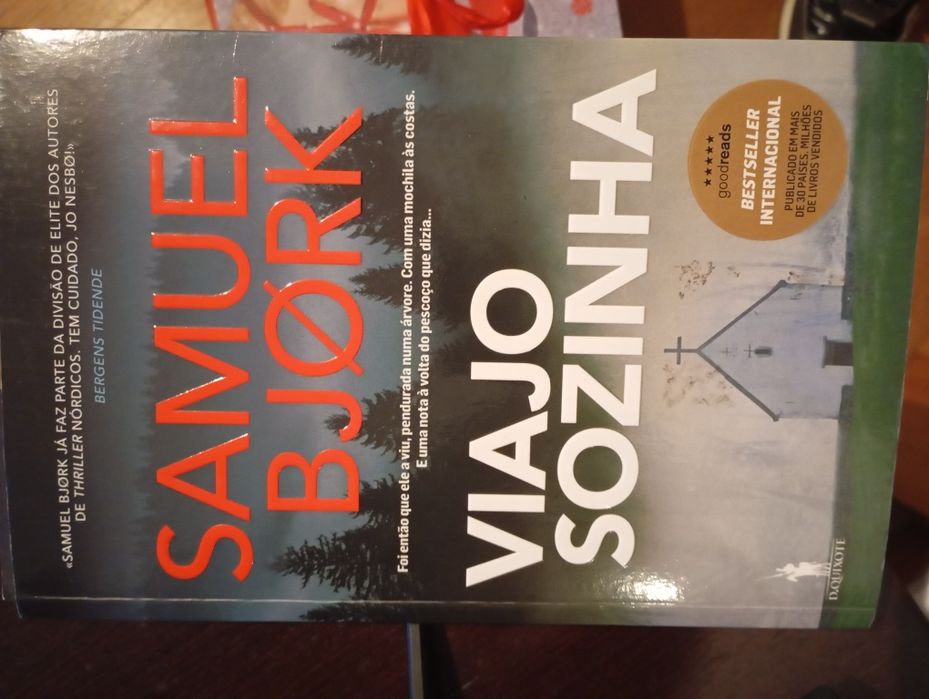 «SAMUEL BJØRK JÁ FAZ PARTE DA DIVISÃO DE ELITE DOS AUTORES
DE THRILLER NÓRDICOS. TEM CUIDADO, JO NESBØ!»
BERGENS TIDENDE
SAMUEL
BJØRK
Foi então que ele a viu, pendurada numa árvore. Com uma mochila às costas.
E uma nota à volta do pescoço que dizia...
VIAJO
SOZINHA
★★★★★
goodreads
BESTSELLER
INTERNACIONAL
PUBLICADO EM MAIS
DE 30 PAÍSES. MILHÕES
DE LIVROS VENDIDOS
D.QUIXOTE